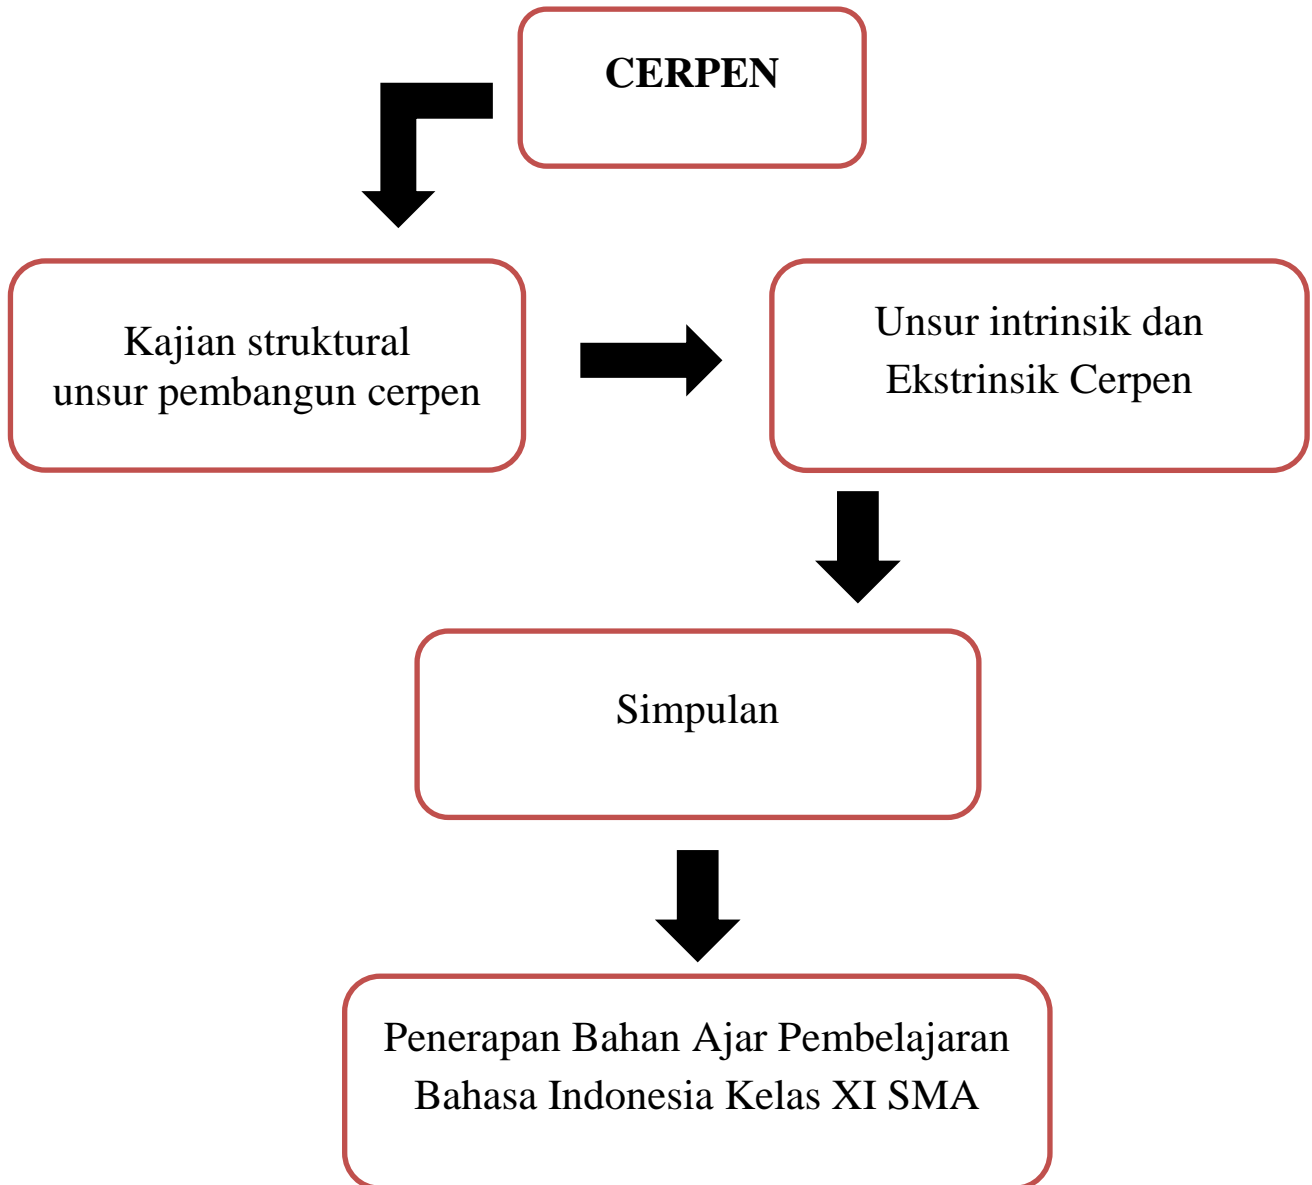 CERPEN
Kajian struktural
unsur pembangun cerpen
Unsur intrinsik dan
Ekstrinsik Cerpen
Simpulan
Penerapan Bahan Ajar Pembelajaran
Bahasa Indonesia Kelas XI SMA